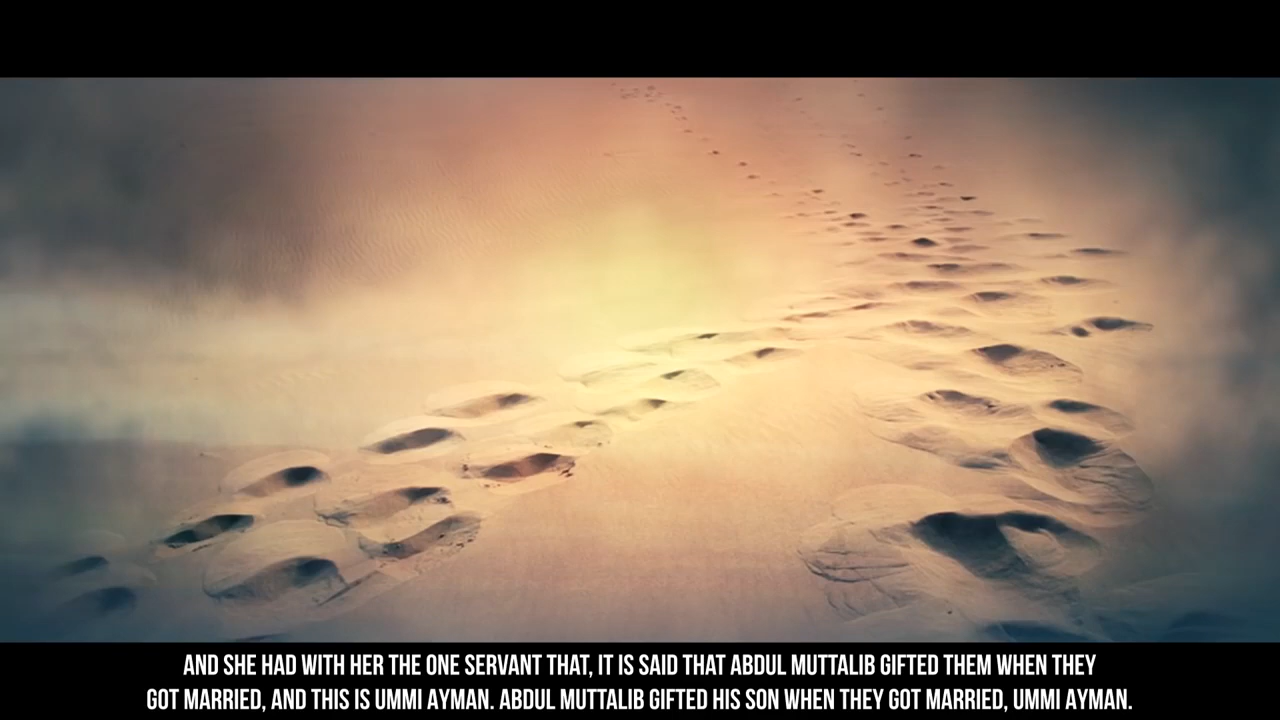 AND SHE HAD WITH HER THE ONE SERVANT THAT, IT IS SAID THAT ABDUL MUTTALIB GIFTED THEM WHEN THEY
GOT MARRIED, AND THIS IS UMMI AYMAN. ABDUL MUTTALIB GIFTED HIS SON WHEN THEY GOT MARRIED, UMMI AYMAN.